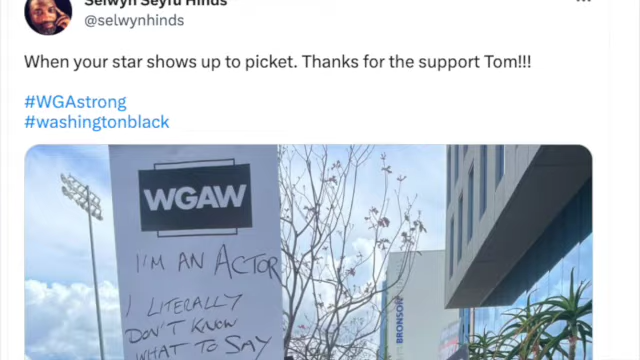 Selwyn Seyfu Hinds
@selwynhinds
When your star shows up to picket. Thanks for the support Tom!!!
#WGAstrong
#washingtonblack
WGAW
I'M AN ACTOR
I LITERALLY
DON'T KNOW
WHAT TO SAY
BRONSON